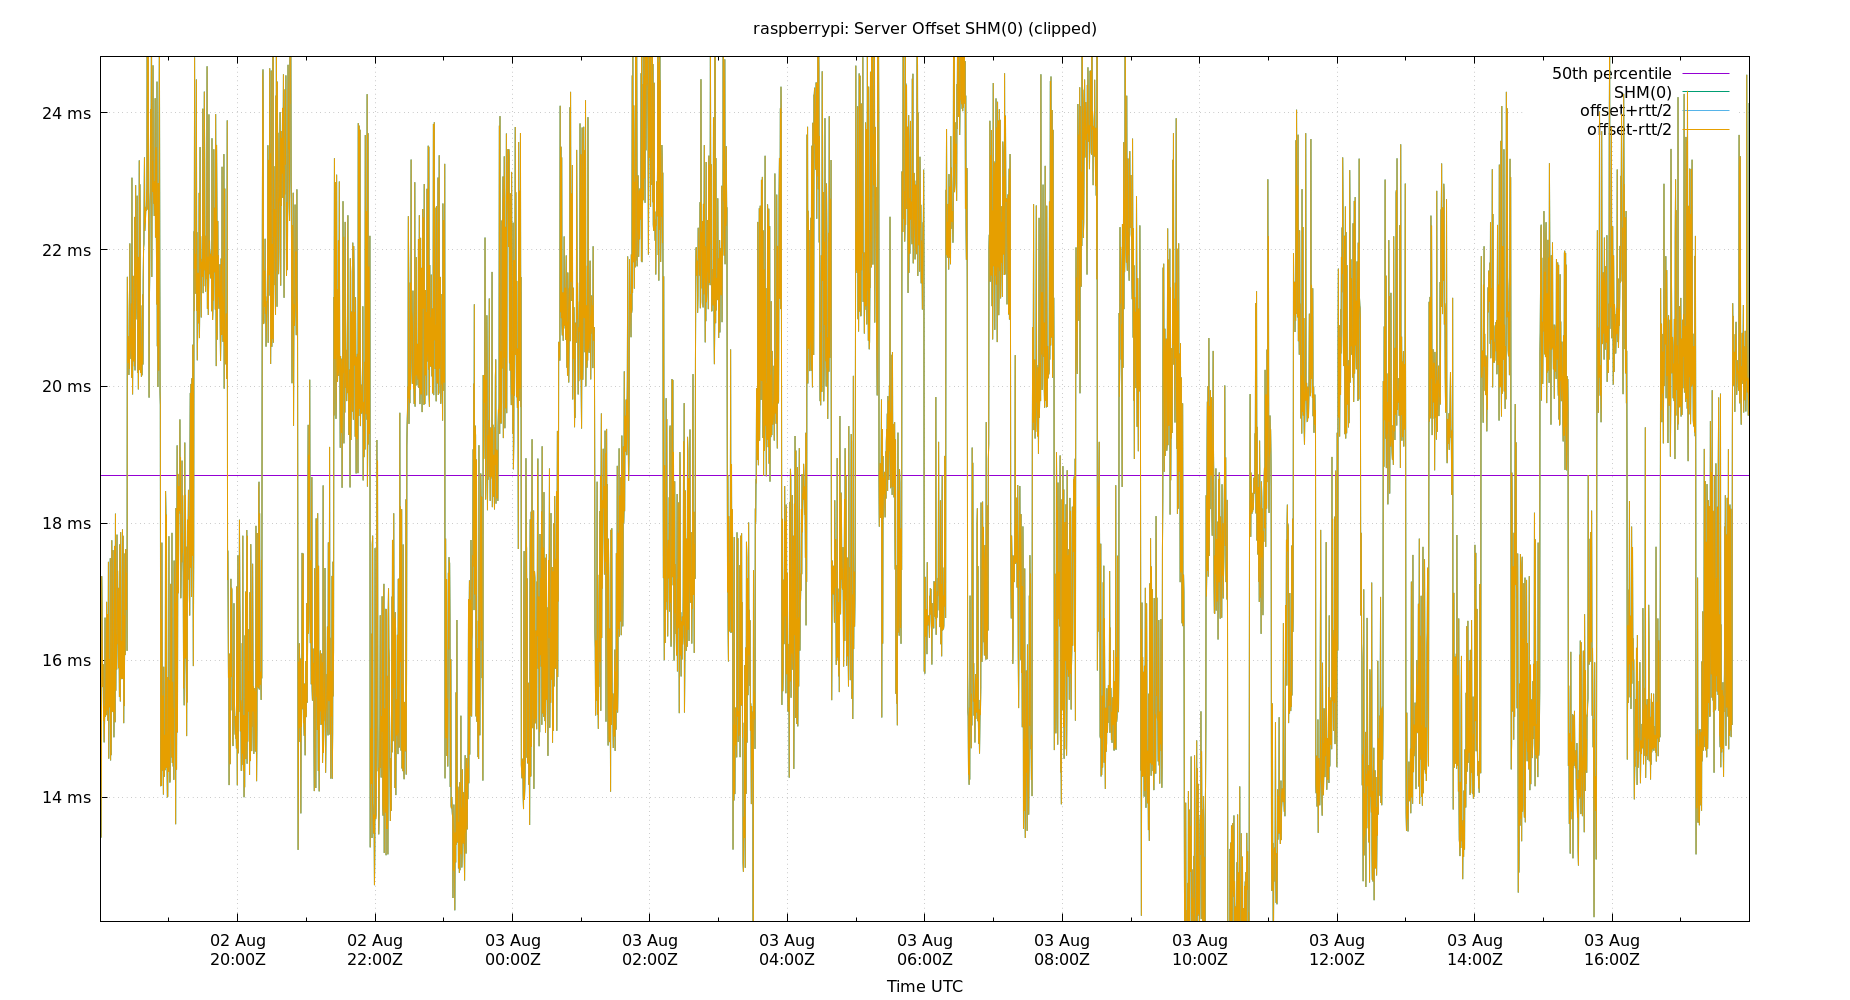 raspberrypi: Server Offset SHM(0) (clipped)
50th percentile
SHM(0)
offset+rtt/2
offset-rtt/2
24 ms
22 ms
20 ms
18 ms
16 ms
14 ms
02 Aug 02 Aug 03 Aug 03 Aug 03 Aug 03 Aug 03 Aug 03 Aug 03 Aug 03 Aug 03 Aug
20:00Z 22:00Z 00:00Z 02:00Z 04:00Z 06:00Z 08:00Z 10:00Z 12:00Z 14:00Z 16:00Z
Time UTC